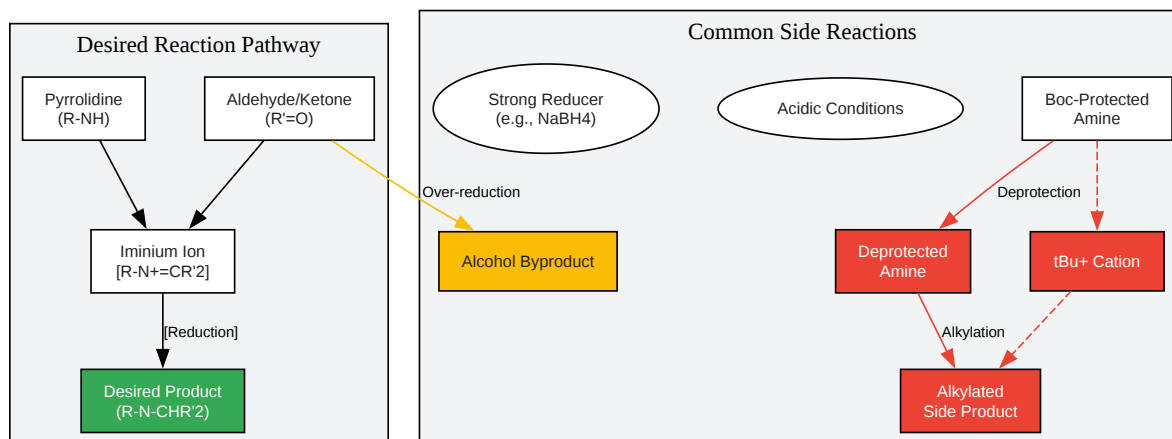 Desired Reaction Pathway
Pyrrolidine
(R-NH)
Aldehyde/Ketone
(R'=O)
Iminium Ion
[R-N+=CR'2]
[Reduction]
Desired Product
(R-N-CHR'2)
Common Side Reactions
Strong Reducer
(e.g., NaBH4)
Acidic Conditions
Boc-Protected
Amine
Over-reduction
Deprotection
Alcohol Byproduct
Deprotected
Amine
tBu+ Cation
Alkylation
Alkylated
Side Product